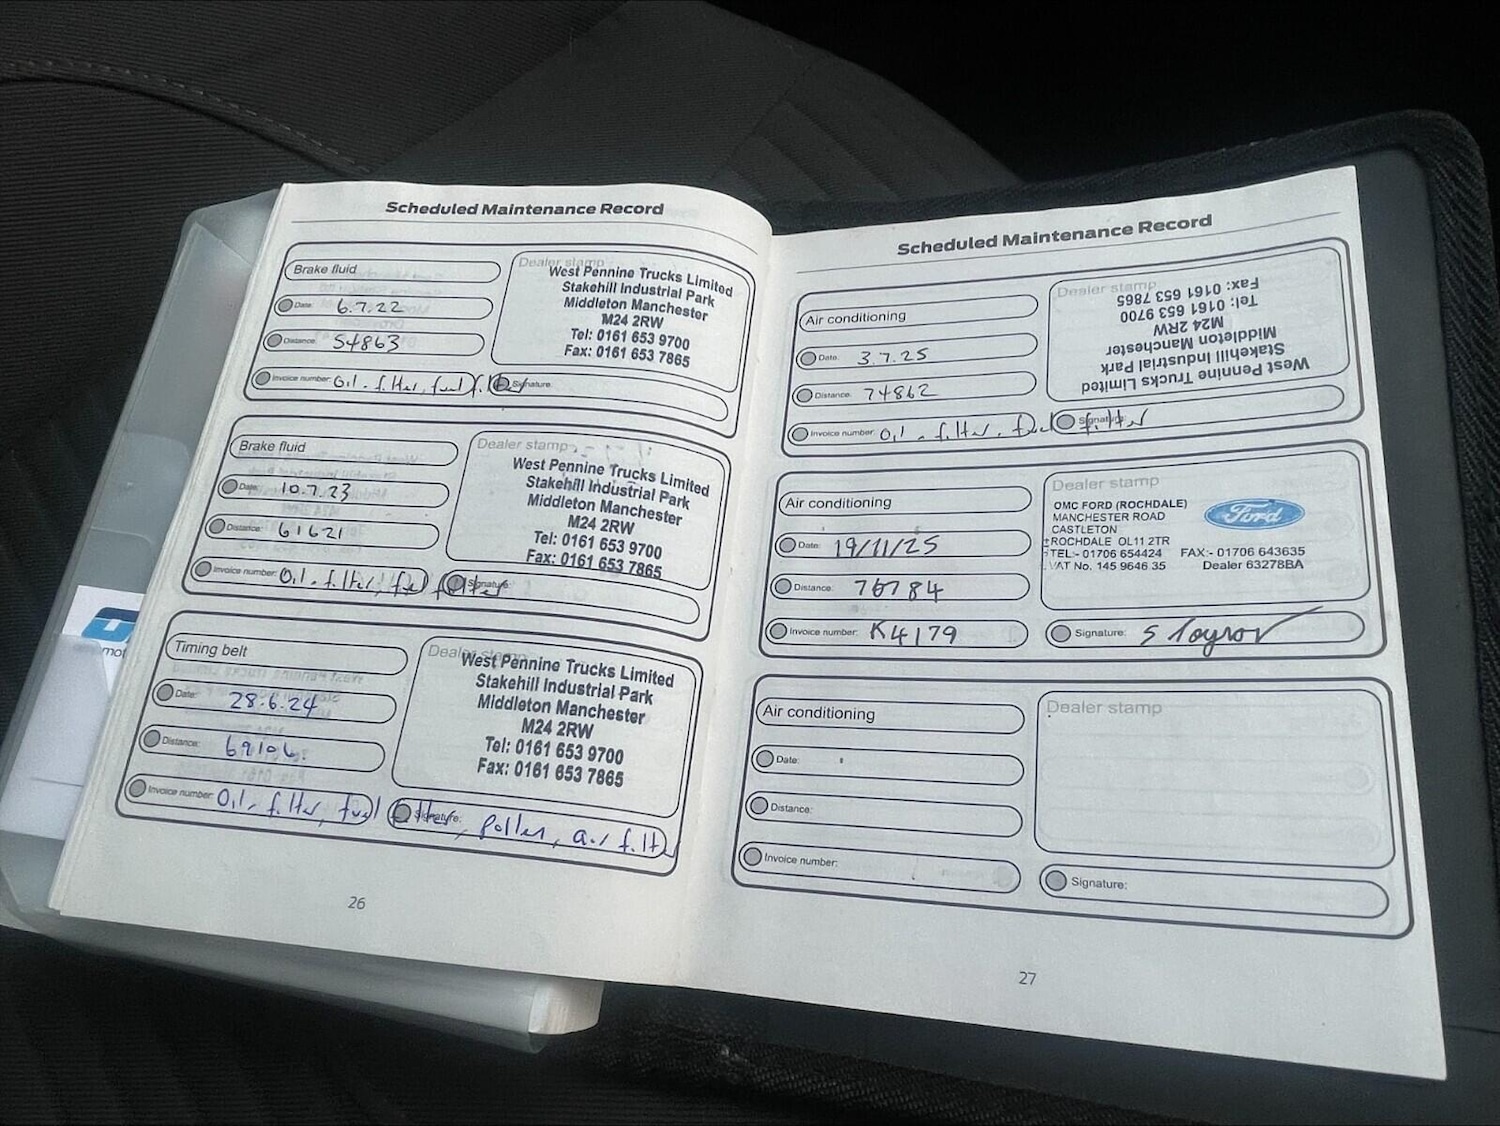 Scheduled Maintenance Record
Brake fluid
Date: 6.7.22
Distance: 54863
Invoice number: Oil. filter, fuel filter
Signature:
Dealer stamp
West Pennine Trucks Limited
Stakehill Industrial Park
Middleton Manchester
M24 2RW
Tel: 0161 653 9700
Fax: 0161 653 7865
Brake fluid
Date: 10.7.23
Distance: 61621
Invoice number: Oil. filter, fuel filter
Signature:
Dealer stamp
West Pennine Trucks Limited
Stakehill Industrial Park
Middleton Manchester
M24 2RW
Tel: 0161 653 9700
Fax: 0161 653 7865
Timing belt
Date: 28.6.24
Distance: 69106.
Invoice number: Oil. filter, fuel filter, pollen, air filter
Signature:
Dealer stamp
West Pennine Trucks Limited
Stakehill Industrial Park
Middleton Manchester
M24 2RW
Tel: 0161 653 9700
Fax: 0161 653 7865
26
Scheduled Maintenance Record
Air conditioning
Date: 3.7.25
Distance: 74862
Invoice number: Oil. filter. fuel filter
Signature:
Dealer stamp
West Pennine Trucks Limited
Stakehill Industrial Park
Middleton Manchester
M24 2RW
Tel: 0161 653 9700
Fax: 0161 653 7865
Air conditioning
Date: 19/11/25
Distance: 76784
Invoice number: K4179
Dealer stamp
OMC FORD (ROCHDALE)
MANCHESTER ROAD
CASTLETON
ROCHDALE OL11 2TR
TEL:- 01706 654424 FAX:- 01706 643635
VAT No. 145 9646 35 Dealer 63278BA
Ford
Signature: S
Air conditioning
Date:
Distance:
Invoice number:
Dealer stamp
Signature:
27